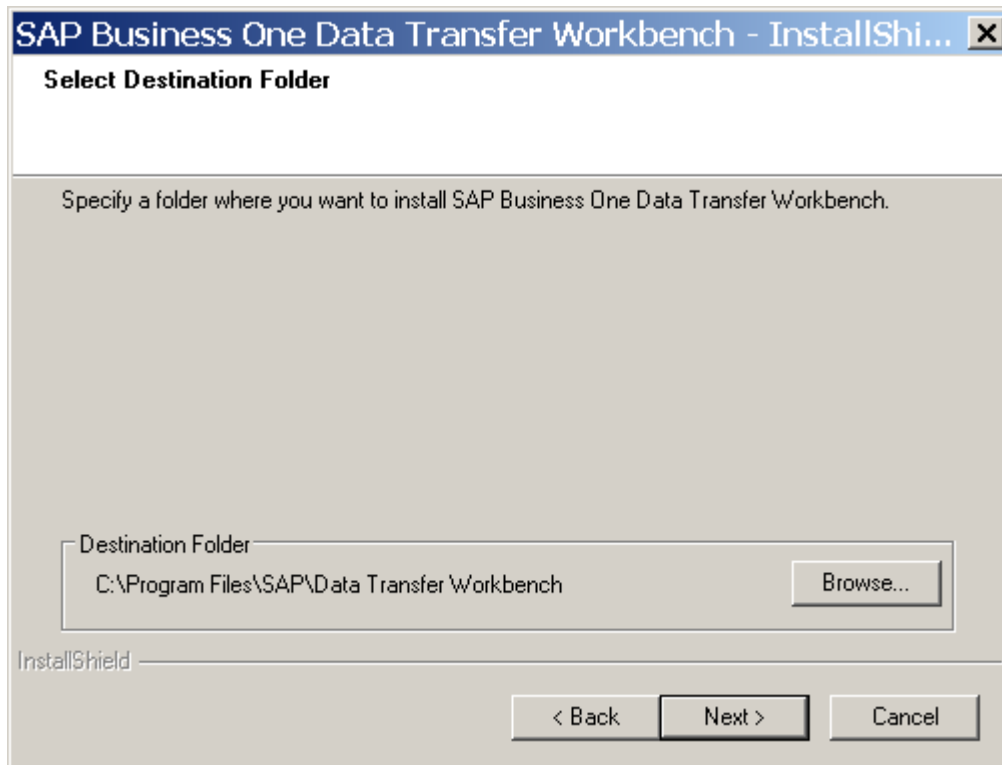 SAP Business One Data Transfer Workbench - InstallShi...
Select Destination Folder
Specify a folder where you want to install SAP Business One Data Transfer Workbench.
Destination Folder
C:\Program Files\SAP\Data Transfer Workbench
Browse...
InstallShield
< Back
Next >
Cancel